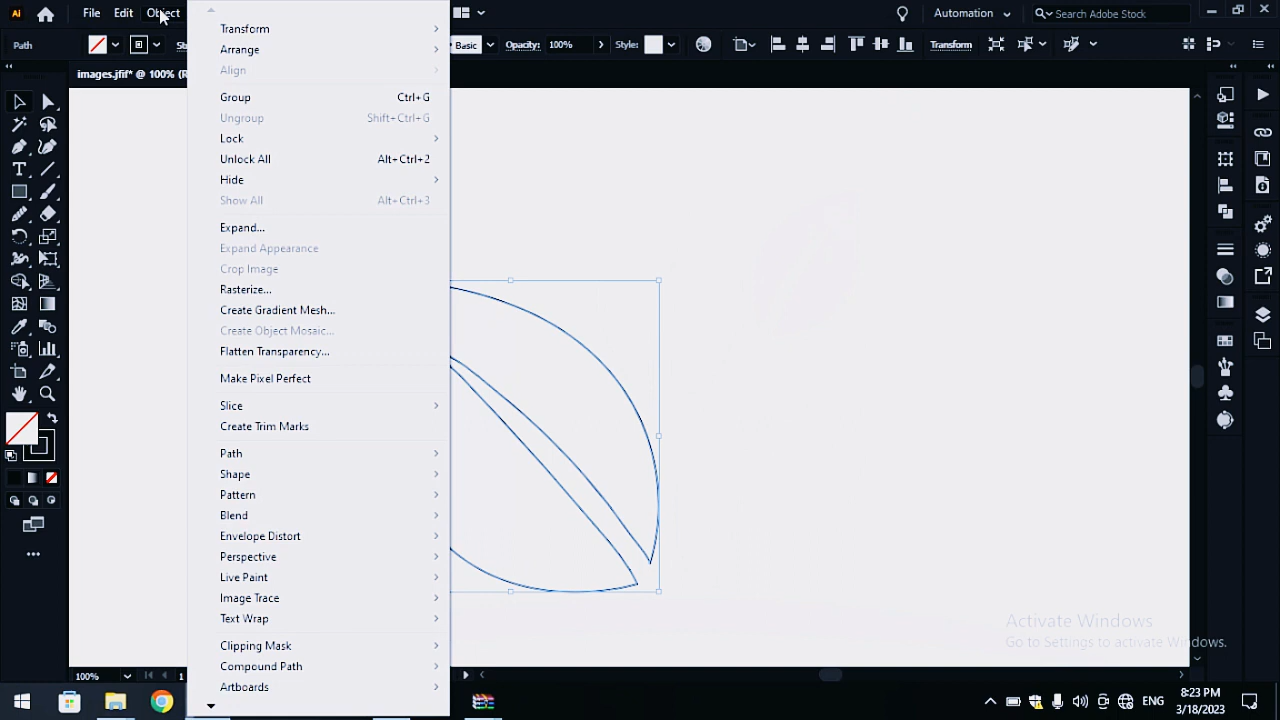 Ai File Edit Object Automation Search Adobe Stock
Path Basic Opacity: 100% Style: Transform
images.jfif* @ 100%
Transform
Arrange
Align
Group Ctrl+G
Ungroup Shift+Ctrl+G
Lock
Unlock All Alt+Ctrl+2
Hide
Show All Alt+Ctrl+3
Expand...
Expand Appearance
Crop Image
Rasterize...
Create Gradient Mesh...
Create Object Mosaic...
Flatten Transparency...
Make Pixel Perfect
Slice
Create Trim Marks
Path
Shape
Pattern
Blend
Envelope Distort
Perspective
Live Paint
Image Trace
Text Wrap
Clipping Mask
Compound Path
Artboards
Activate Windows
Go to Settings to activate Windows.
100% 1
ENG
8:23 PM
3/18/2023